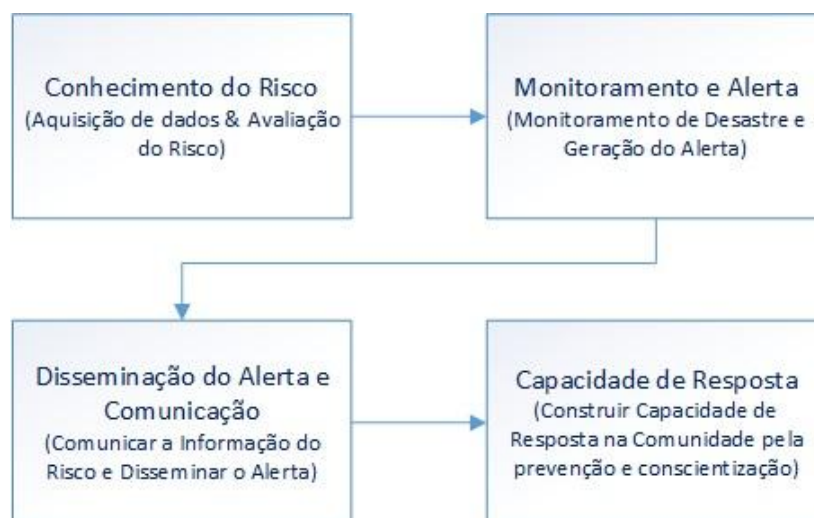 Conhecimento do Risco
(Aquisição de dados & Avaliação
do Risco)
Monitoramento e Alerta
(Monitoramento de Desastre e
Geração do Alerta)
Disseminação do Alerta e
Comunicação
(Comunicar a Informação do
Risco e Disseminar o Alerta)
Capacidade de Resposta
(Construir Capacidade de
Resposta na Comunidade pela
prevenção e conscientização)